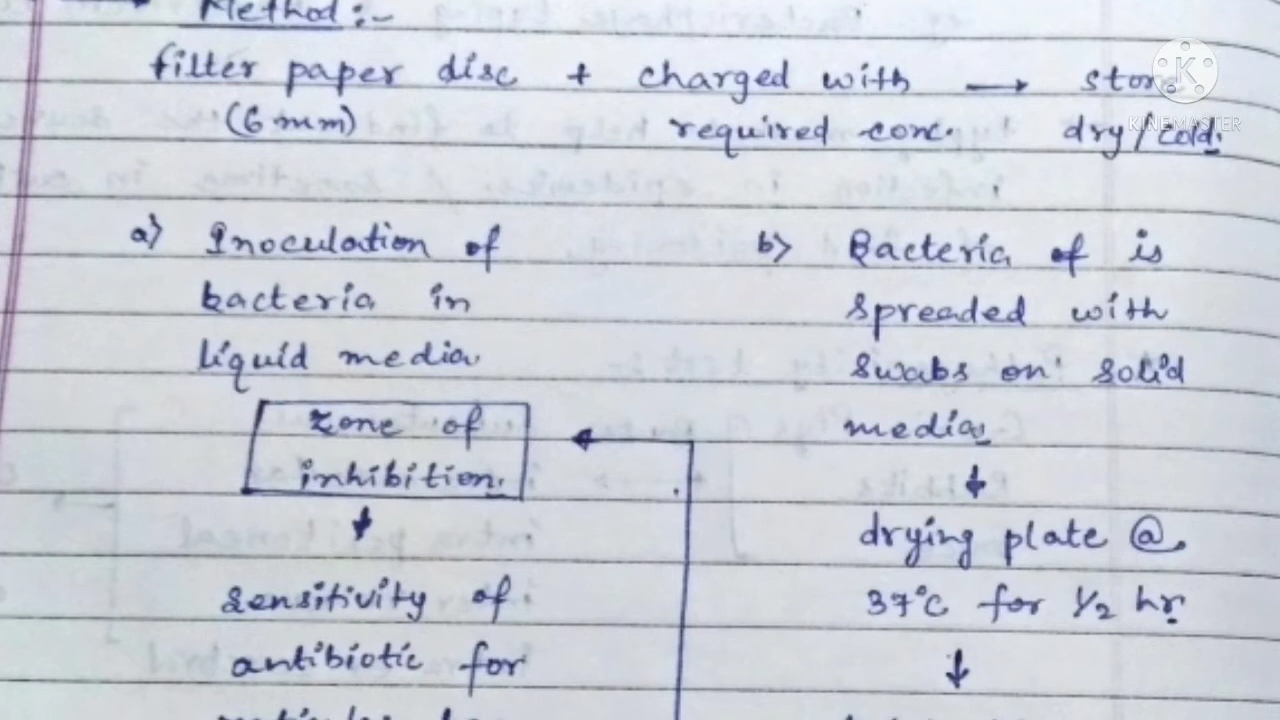 Method :-
filter paper disc + charged with → store
(6mm) required conc. dry/cold.
KINEMASTER
a) Inoculation of
bacteria in
liquid media
b) Bacteria of is
spreaded with
swabs on solid
media
↓
drying plate @
37°C for 1/2 hr
↓
zone of
inhibition.
↓
sensitivity of
antibiotic for